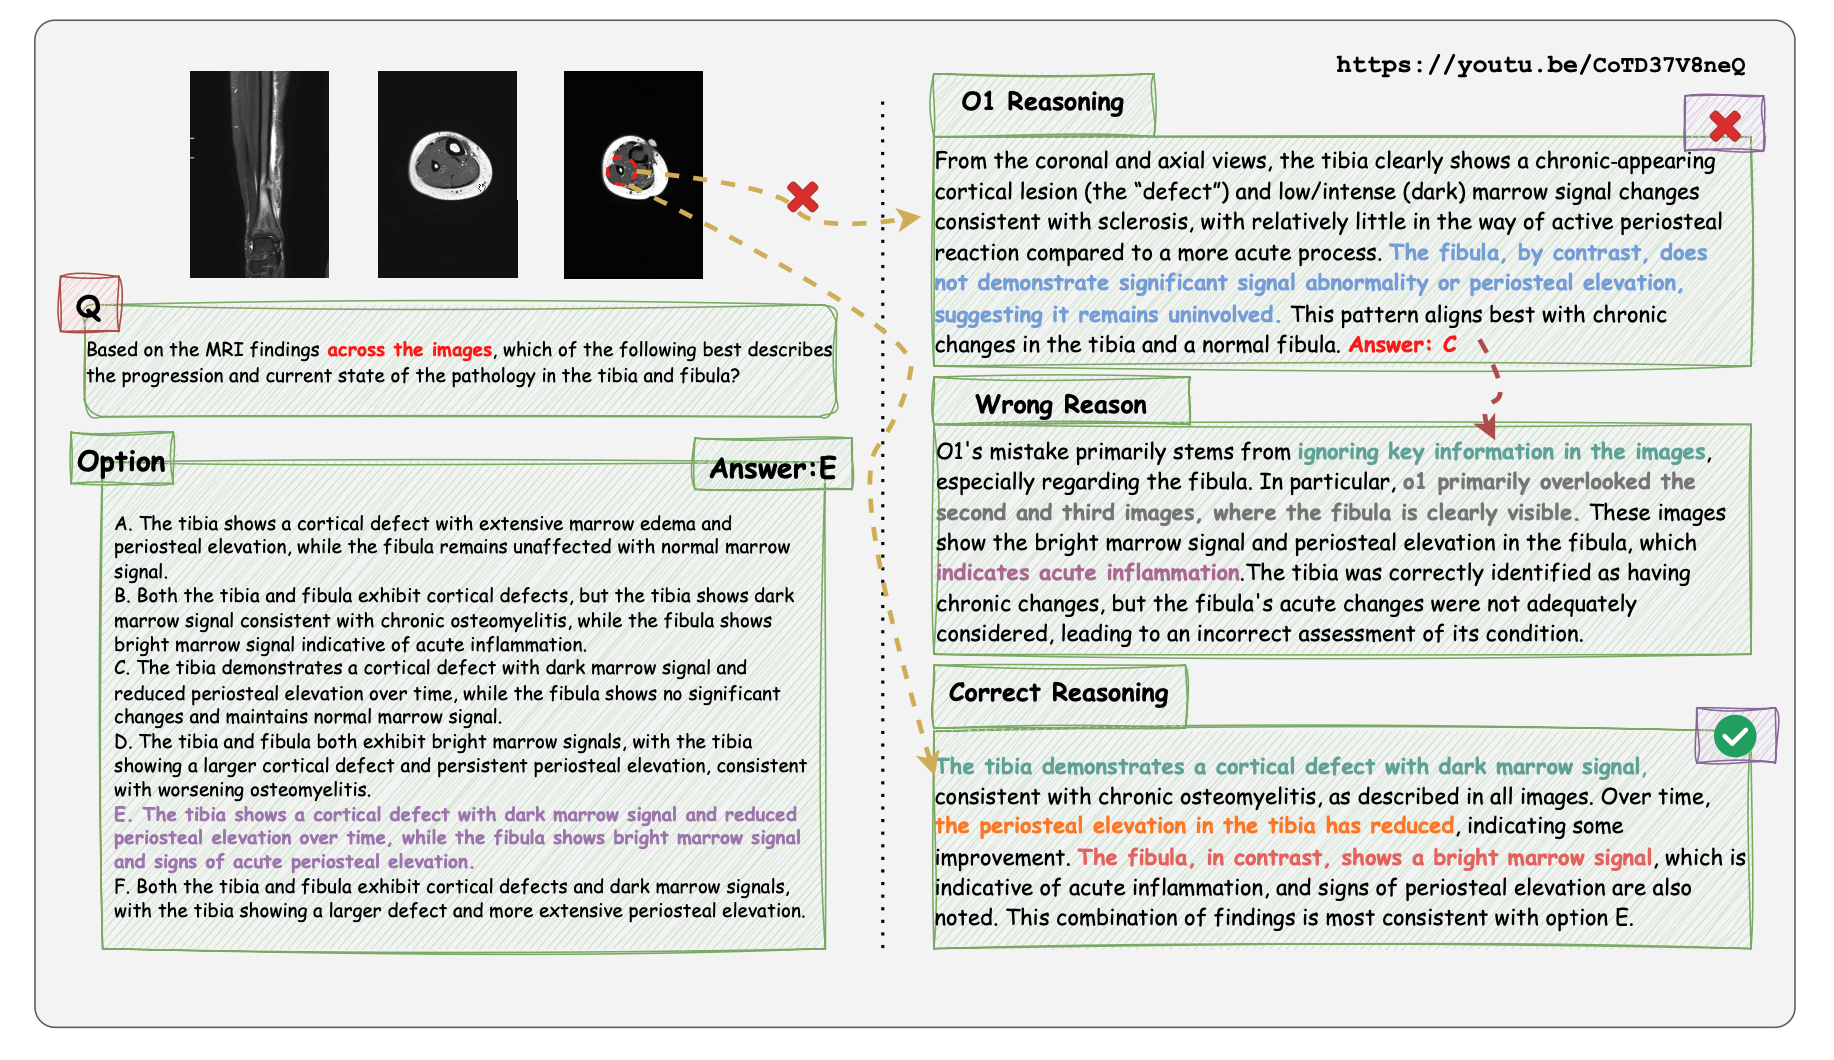 https://youtu.be/CoTD37V8neQ
Q
Based on the MRI findings across the images, which of the following best describes
the progression and current state of the pathology in the tibia and fibula?
Option
Answer:E
A. The tibia shows a cortical defect with extensive marrow edema and
periosteal elevation, while the fibula remains unaffected with normal marrow
signal.
B. Both the tibia and fibula exhibit cortical defects, but the tibia shows dark
marrow signal consistent with chronic osteomyelitis, while the fibula shows
bright marrow signal indicative of acute inflammation.
C. The tibia demonstrates a cortical defect with dark marrow signal and
reduced periosteal elevation over time, while the fibula shows no significant
changes and maintains normal marrow signal.
D. The tibia and fibula both exhibit bright marrow signals, with the tibia
showing a larger cortical defect and persistent periosteal elevation, consistent
with worsening osteomyelitis.
E. The tibia shows a cortical defect with dark marrow signal and reduced
periosteal elevation over time, while the fibula shows bright marrow signal
and signs of acute periosteal elevation.
F. Both the tibia and fibula exhibit cortical defects and dark marrow signals,
with the tibia showing a larger defect and more extensive periosteal elevation.
O1 Reasoning
From the coronal and axial views, the tibia clearly shows a chronic-appearing
cortical lesion (the “defect”) and low/intense (dark) marrow signal changes
consistent with sclerosis, with relatively little in the way of active periosteal
reaction compared to a more acute process. The fibula, by contrast, does
not demonstrate significant signal abnormality or periosteal elevation,
suggesting it remains uninvolved. This pattern aligns best with chronic
changes in the tibia and a normal fibula. Answer: C
Wrong Reason
O1's mistake primarily stems from ignoring key information in the images,
especially regarding the fibula. In particular, o1 primarily overlooked the
second and third images, where the fibula is clearly visible. These images
show the bright marrow signal and periosteal elevation in the fibula, which
indicates acute inflammation.The tibia was correctly identified as having
chronic changes, but the fibula's acute changes were not adequately
considered, leading to an incorrect assessment of its condition.
Correct Reasoning
The tibia demonstrates a cortical defect with dark marrow signal,
consistent with chronic osteomyelitis, as described in all images. Over time,
the periosteal elevation in the tibia has reduced, indicating some
improvement. The fibula, in contrast, shows a bright marrow signal, which is
indicative of acute inflammation, and signs of periosteal elevation are also
noted. This combination of findings is most consistent with option E.